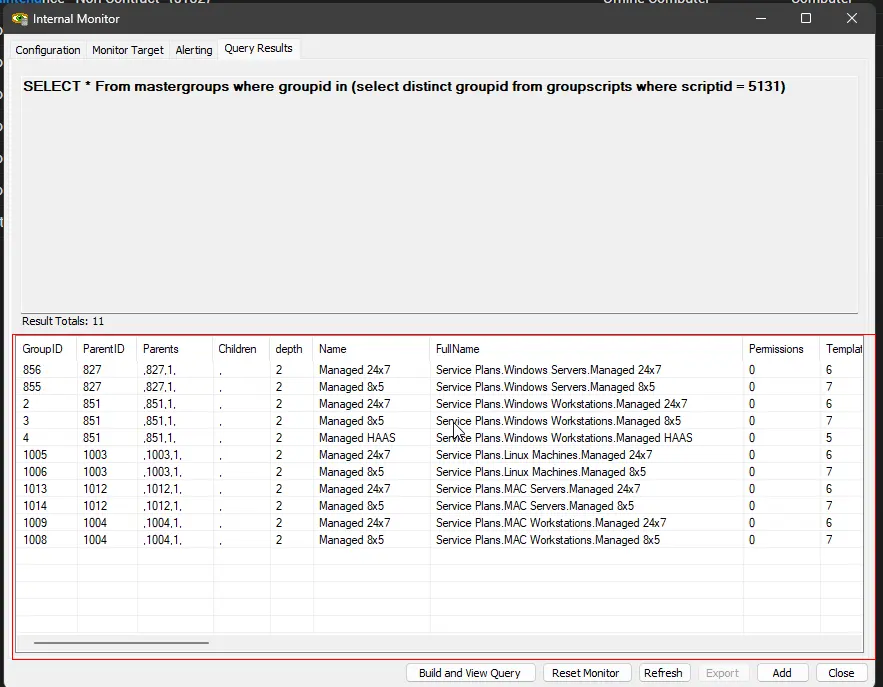 Internal Monitor
Configuration Monitor Target Alerting Query Results
SELECT * From mastergroups where groupid in (select distinct groupid from groupscripts where scriptid = 5131)
Result Totals: 11
GroupID ParentID Parents Children depth Name FullName Permissions Templat
856 827 ,827,1, , 2 Managed 24x7 Service Plans.Windows Servers.Managed 24x7 0 6
855 827 ,827,1, , 2 Managed 8x5 Service Plans.Windows Servers.Managed 8x5 0 7
2 851 ,851,1, , 2 Managed 24x7 Service Plans.Windows Workstations.Managed 24x7 0 6
3 851 ,851,1, , 2 Managed 8x5 Service Plans.Windows Workstations.Managed 8x5 0 7
4 851 ,851,1, , 2 Managed HAAS Service Plans.Windows Workstations.Managed HAAS 0 5
1005 1003 ,1003,1, , 2 Managed 24x7 Service Plans.Linux Machines.Managed 24x7 0 6
1006 1003 ,1003,1, , 2 Managed 8x5 Service Plans.Linux Machines.Managed 8x5 0 7
1013 1012 ,1012,1, , 2 Managed 24x7 Service Plans.MAC Servers.Managed 24x7 0 6
1014 1012 ,1012,1, , 2 Managed 8x5 Service Plans.MAC Servers.Managed 8x5 0 7
1009 1004 ,1004,1, , 2 Managed 24x7 Service Plans.MAC Workstations.Managed 24x7 0 6
1008 1004 ,1004,1, , 2 Managed 8x5 Service Plans.MAC Workstations.Managed 8x5 0 7
Build and View Query Reset Monitor Refresh Export Add Close